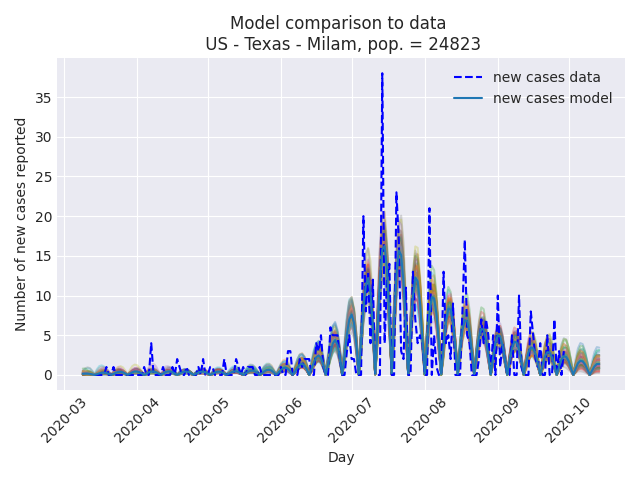 Model comparison to data
US - Texas - Milam, pop. = 24823
new cases data
new cases model
Number of new cases reported
35
30
25
20
15
10
5
0
2020-03
2020-04
2020-05
2020-06
2020-07
2020-08
2020-09
2020-10
Day